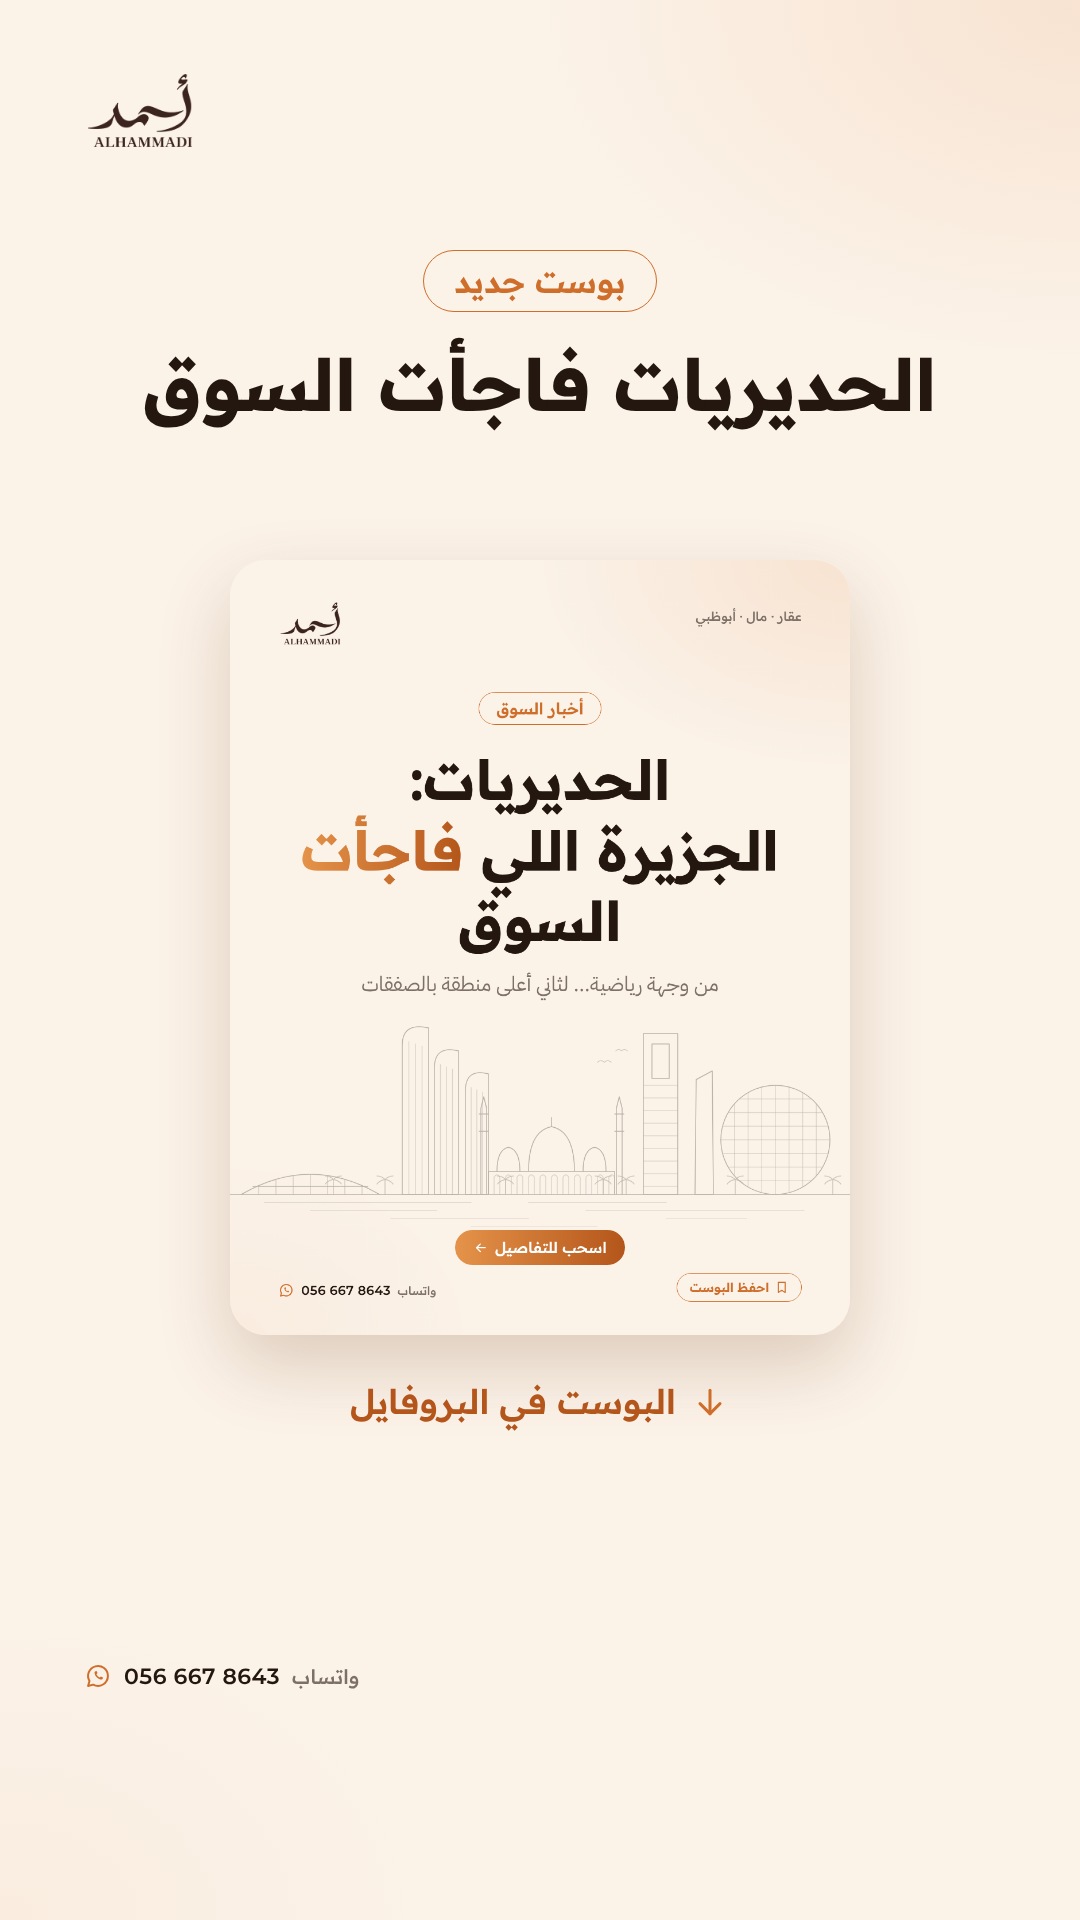 أحمد
ALHAMMADI
بوست جديد
الحديريات فاجأت السوق
أحمد
ALHAMMADI
عقار · مال · أبوظبي
أخبار السوق
الحديريات:
الجزيرة اللي فاجأت
السوق
من وجهة رياضية... لثاني أعلى منطقة بالصفقات
اسحب للتفاصيل ←
احفظ البوست
واتساب 056 667 8643
↓ البوست في البروفايل
واتساب 056 667 8643